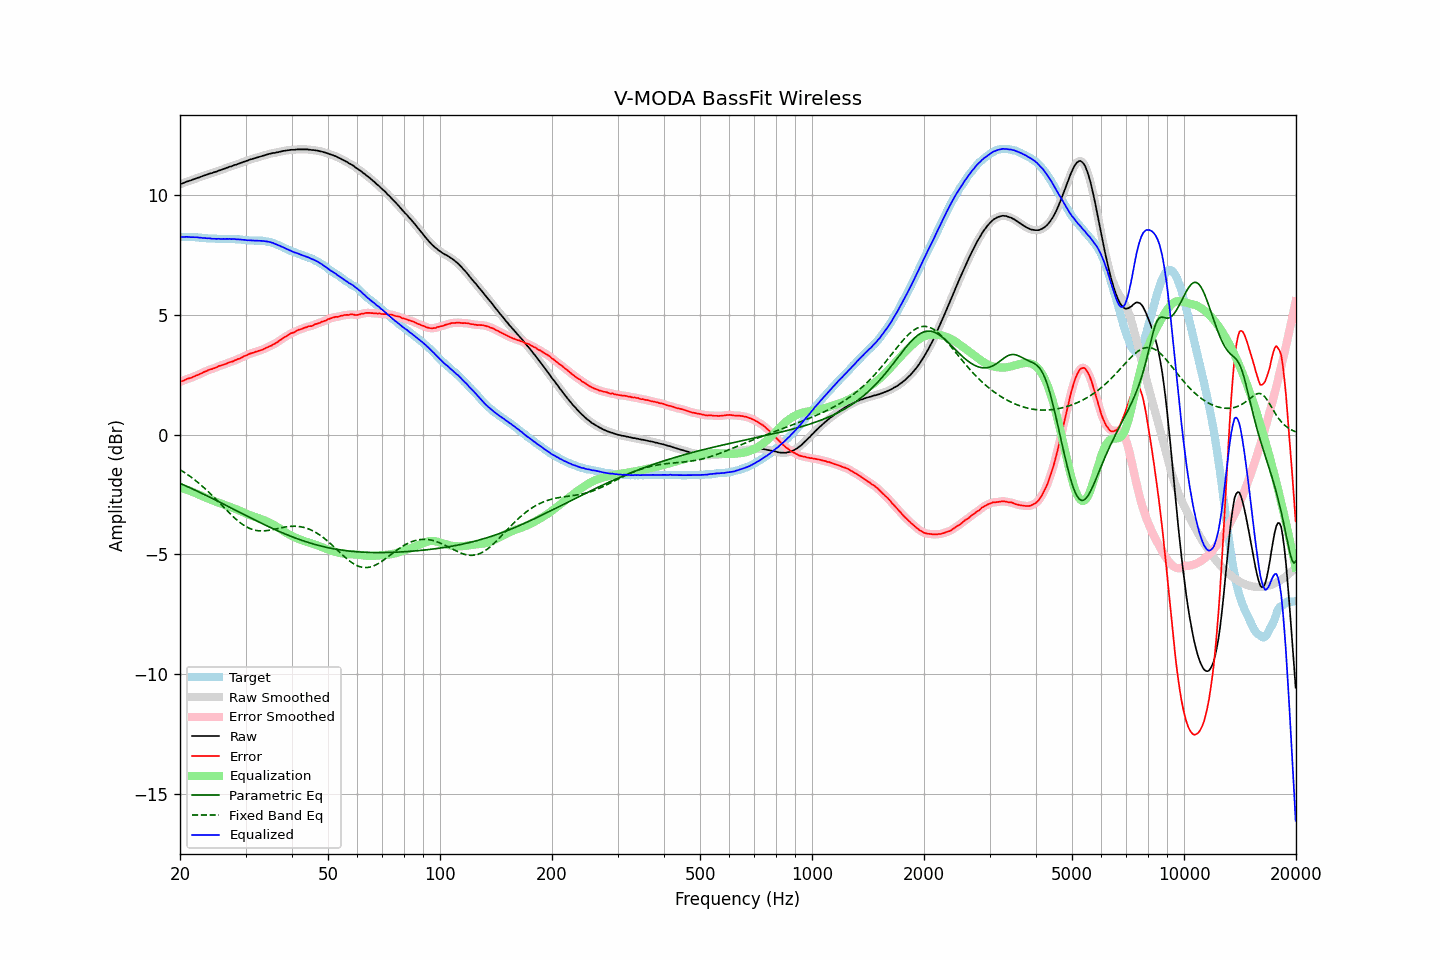 V-MODA BassFit Wireless
Amplitude (dBr)
10
5
0
−5
−10
−15
Target
Raw Smoothed
Error Smoothed
Raw
Error
Equalization
Parametric Eq
Fixed Band Eq
Equalized
20 50 100 200 500 1000 2000 5000 10000 20000
Frequency (Hz)